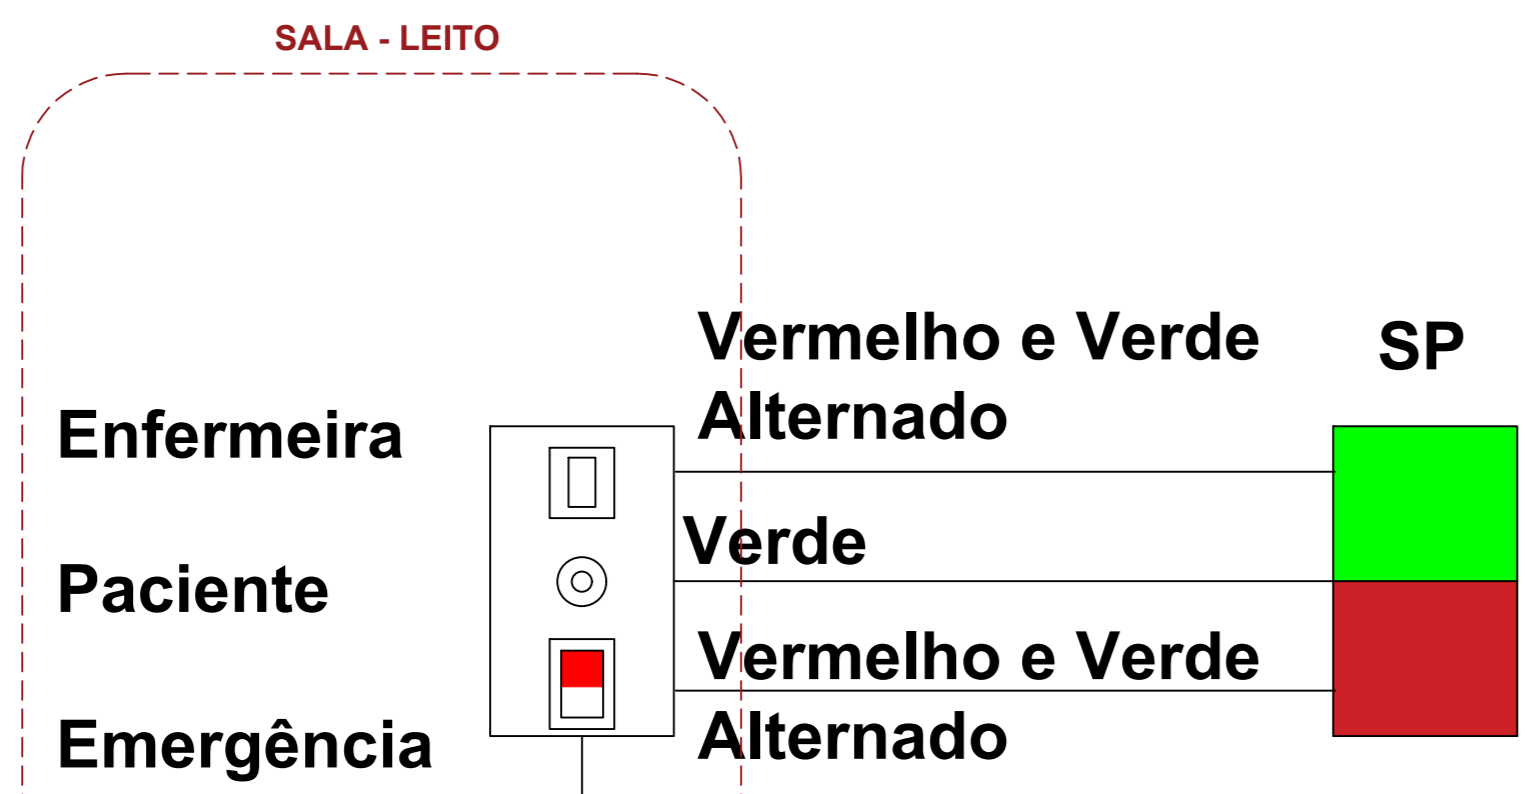 SALA - LEITO
Vermelho e Verde
Alternado
SP
Enfermeira
Verde
Paciente
Vermelho e Verde
Alternado
Emergência